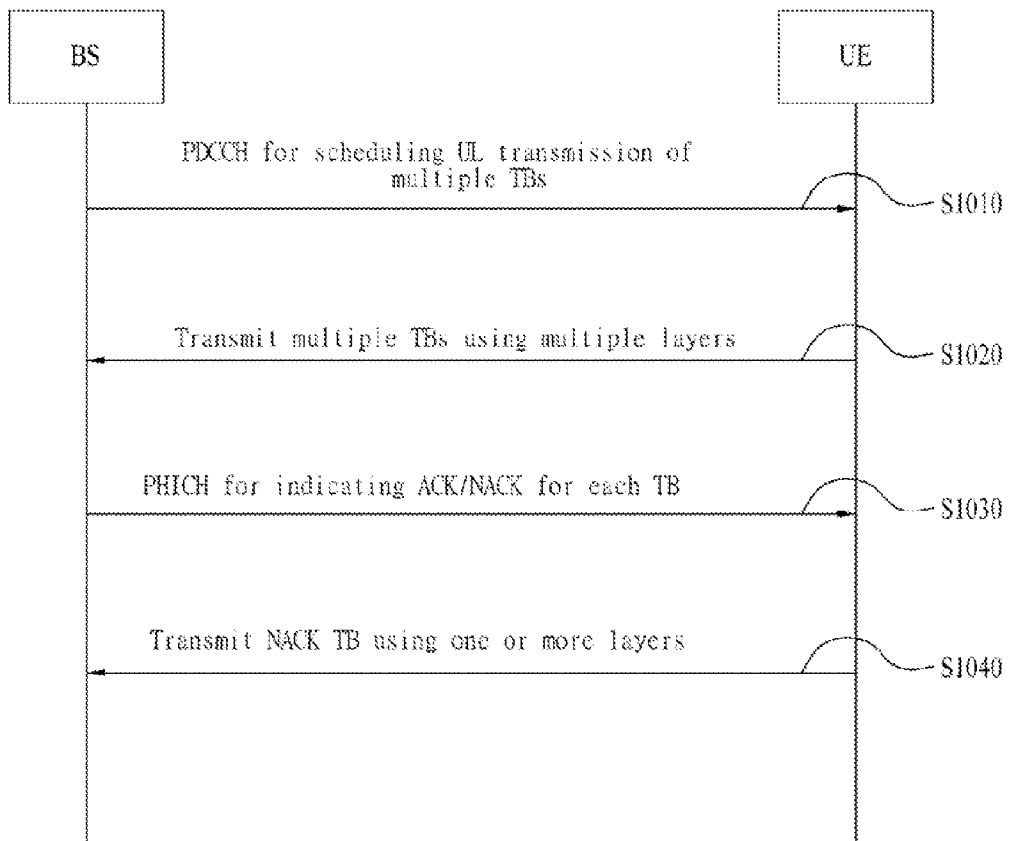 BS
UE
PDCCH for scheduling UL transmission of
multiple TBs
S1010
Transmit multiple TBs using multiple layers
S1020
PHICH for indicating ACK/NACK for each TB
S1030
Transmit NACK TB using one or more layers
S1040